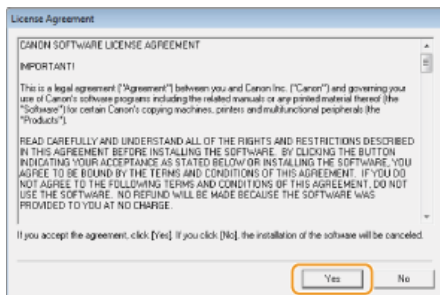 License Agreement
CANON SOFTWARE LICENSE AGREEMENT
IMPORTANT!
This is a legal agreement ("Agreement") between you and Canon Inc. ("Canon") and governing your
use of Canon's software programs including the related manuals or any printed material thereof (the
"Software") for certain Canon's copying machines, printers and multifunctional peripherals (the
"Products").
READ CAREFULLY AND UNDERSTAND ALL OF THE RIGHTS AND RESTRICTIONS DESCRIBED
IN THIS AGREEMENT BEFORE INSTALLING THE SOFTWARE. BY CLICKING THE BUTTON
INDICATING YOUR ACCEPTANCE AS STATED BELOW OR INSTALLING THE SOFTWARE, YOU
AGREE TO BE BOUND BY THE TERMS AND CONDITIONS OF THIS AGREEMENT. IF YOU DO
NOT AGREE TO THE FOLLOWING TERMS AND CONDITIONS OF THIS AGREEMENT, DO NOT
USE THE SOFTWARE. NO REFUND WILL BE MADE BECAUSE THE SOFTWARE WAS
PROVIDED TO YOU AT NO CHARGE.
If you accept the agreement, click [Yes]. If you click [No], the installation of the software will be canceled.
Yes No